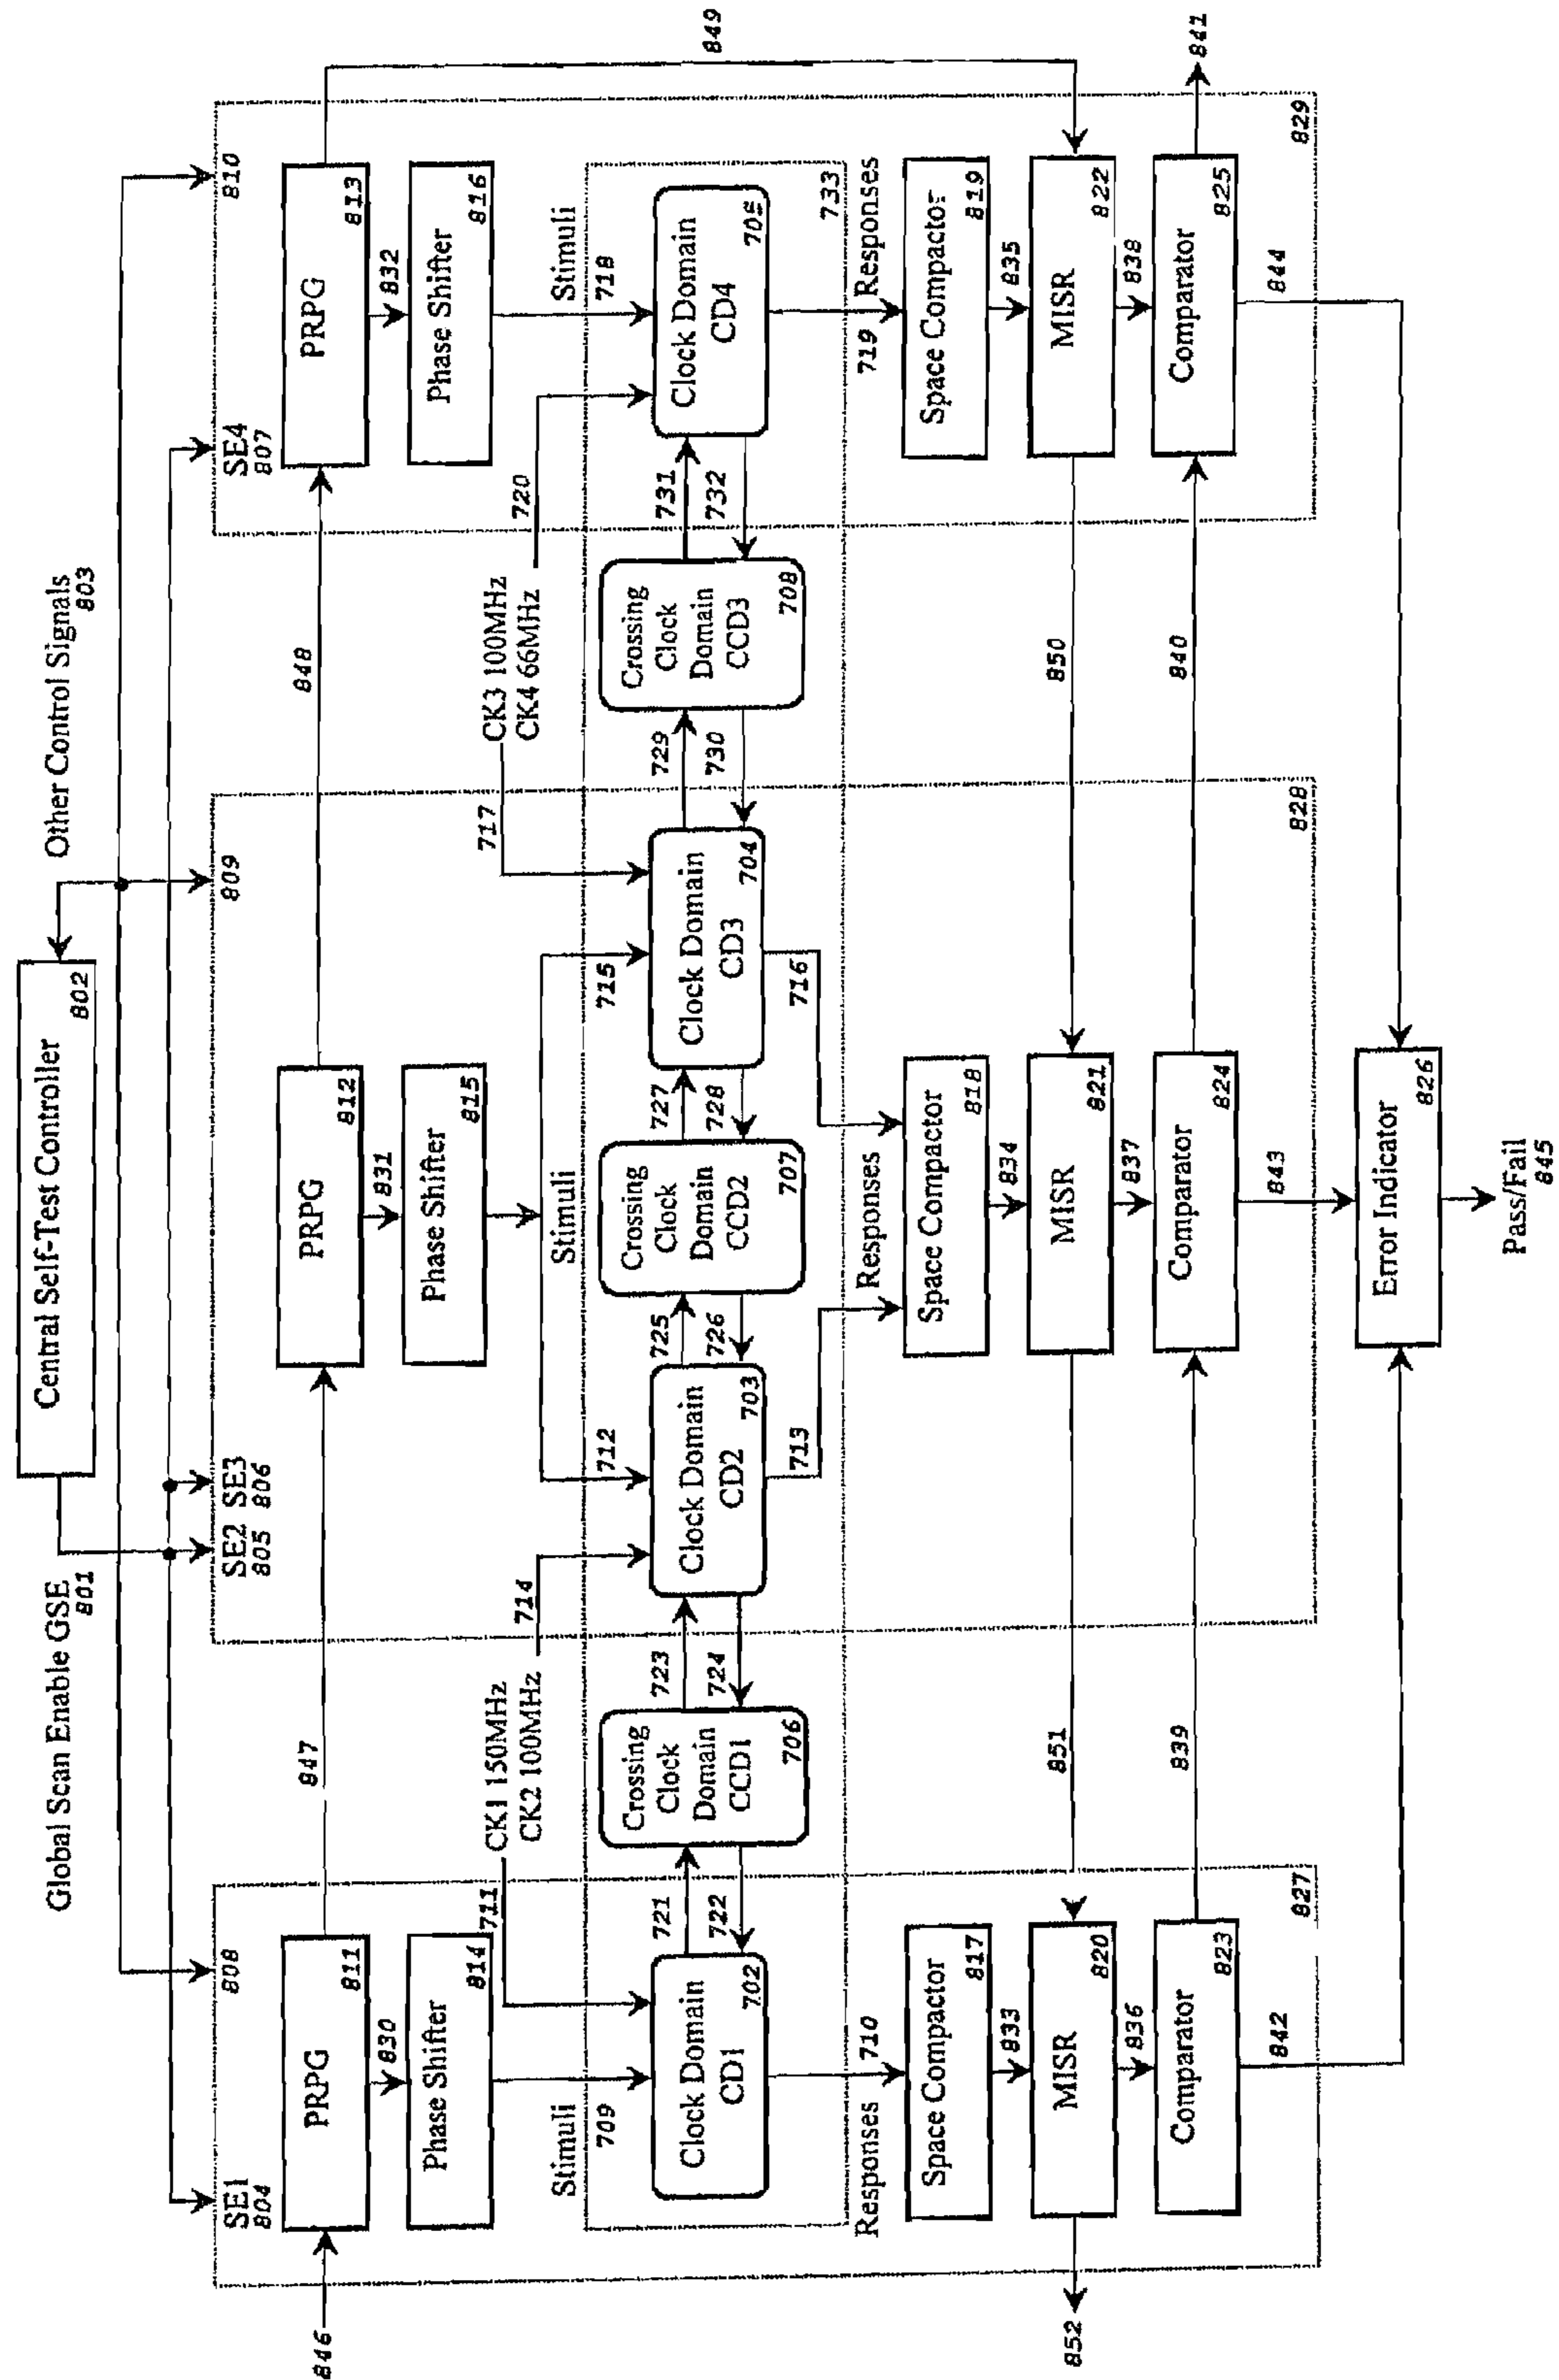 Central Self-Test Controller
802
Global Scan Enable GSE
801
Other Control Signals
803
SE1
804
808
SE2
805
SE3
806
809
SE4
807
810
846
PRPG
811
847
PRPG
812
848
PRPG
813
849
830
831
832
Phase Shifter
814
Phase Shifter
815
Phase Shifter
816
711
CK1 150MHz
CK2 100MHz
714
717
CK3 100MHz
CK4 66MHz
720
Stimuli
709
712
Stimuli
715
Stimuli
718
Clock Domain
CD1
702
721
722
Crossing
Clock
Domain
CCD1
706
723
724
Clock Domain
CD2
703
725
726
Crossing
Clock
Domain
CCD2
707
727
728
Clock Domain
CD3
704
729
730
Crossing
Clock
Domain
CCD3
708
731
732
Clock Domain
CD4
705
733
713
716
Responses
710
Responses
719
Responses
Space Compactor
817
Space Compactor
818
Space Compactor
819
833
834
835
852
MISR
820
851
MISR
821
850
MISR
822
836
837
838
Comparator
823
839
Comparator
824
840
Comparator
825
841
827
828
829
842
843
844
Error Indicator
826
Pass/Fail
845